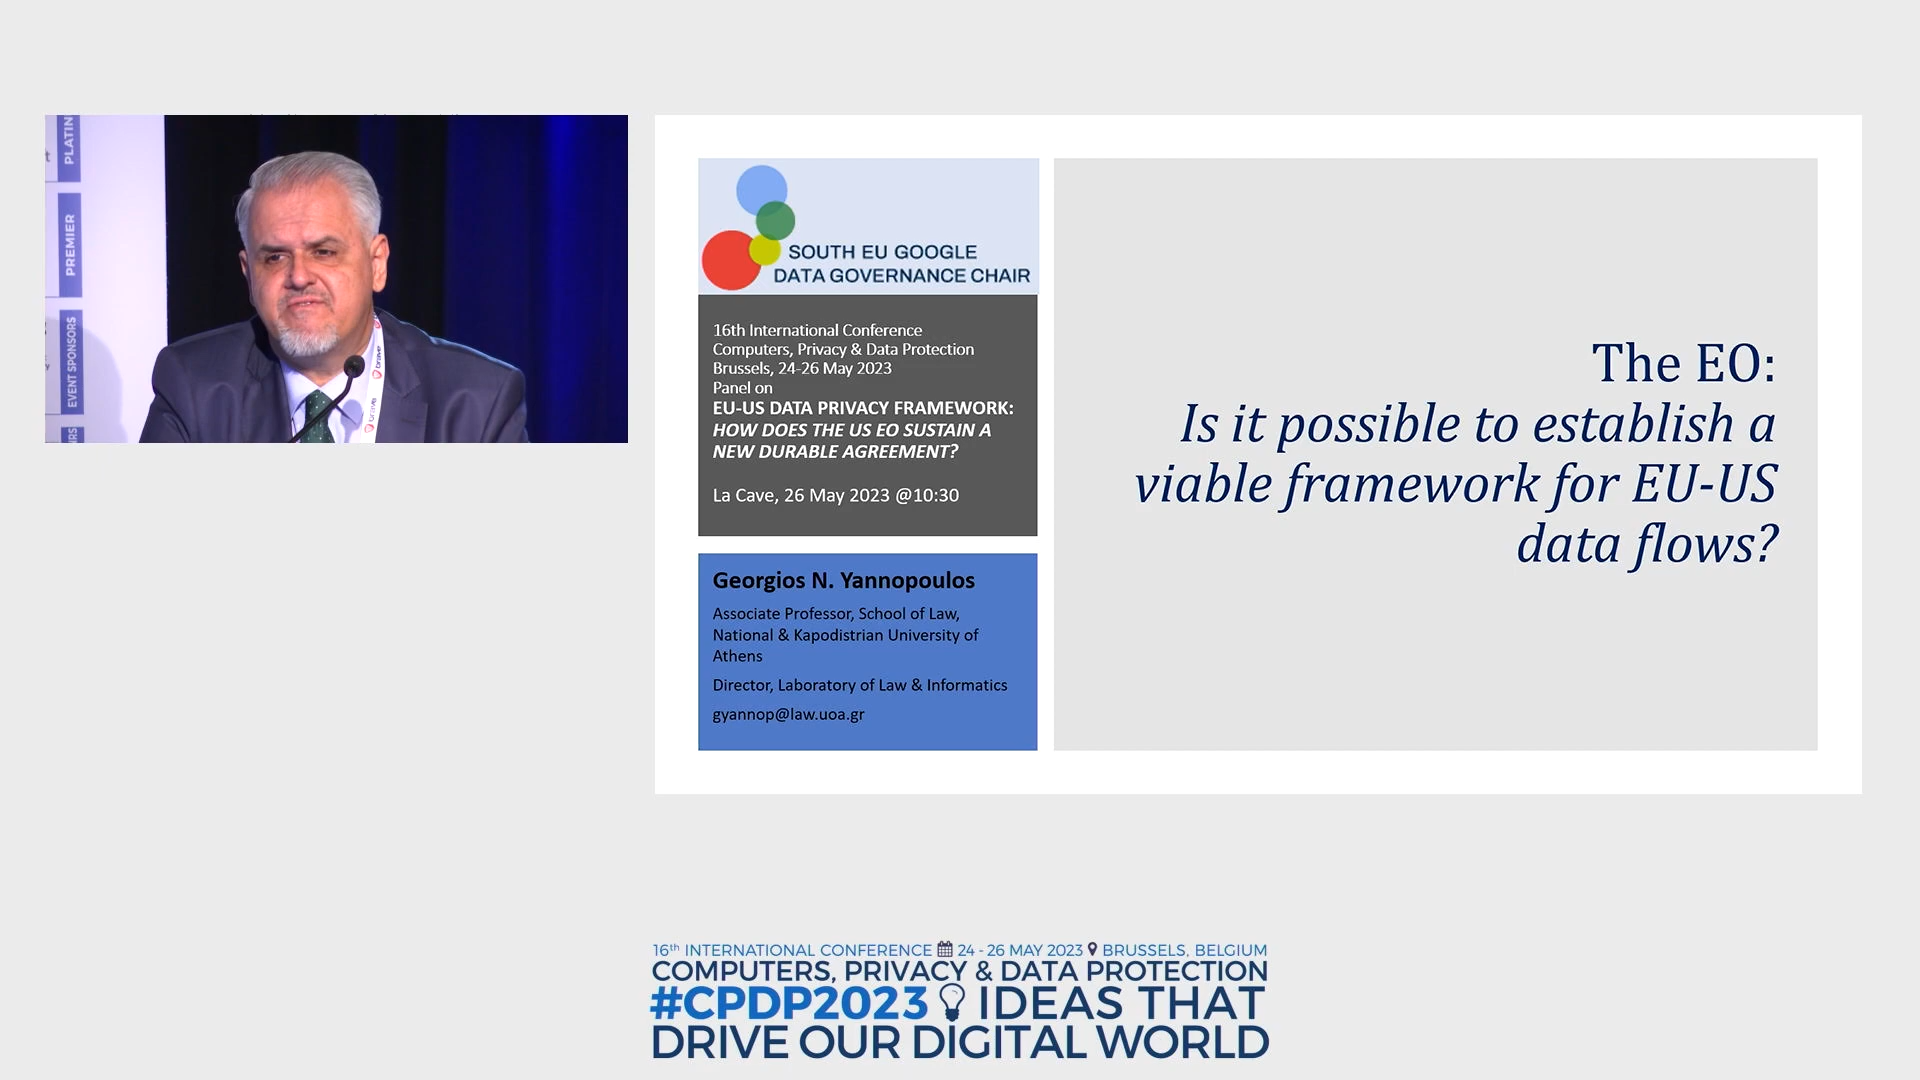 PLATIN
PREMIER
EVENT SPONSORS
brave
SOUTH EU GOOGLE
DATA GOVERNANCE CHAIR
16th International Conference
Computers, Privacy & Data Protection
Brussels, 24-26 May 2023
Panel on
EU-US DATA PRIVACY FRAMEWORK:
HOW DOES THE US EO SUSTAIN A
NEW DURABLE AGREEMENT?
La Cave, 26 May 2023 @10:30
Georgios N. Yannopoulos
Associate Professor, School of Law,
National & Kapodistrian University of
Athens
Director, Laboratory of Law & Informatics
gyannop@law.uoa.gr
The EO:
Is it possible to establish a
viable framework for EU-US
data flows?
16th INTERNATIONAL CONFERENCE 24 - 26 MAY 2023 BRUSSELS, BELGIUM
COMPUTERS, PRIVACY & DATA PROTECTION
#CPDP2023 IDEAS THAT
DRIVE OUR DIGITAL WORLD